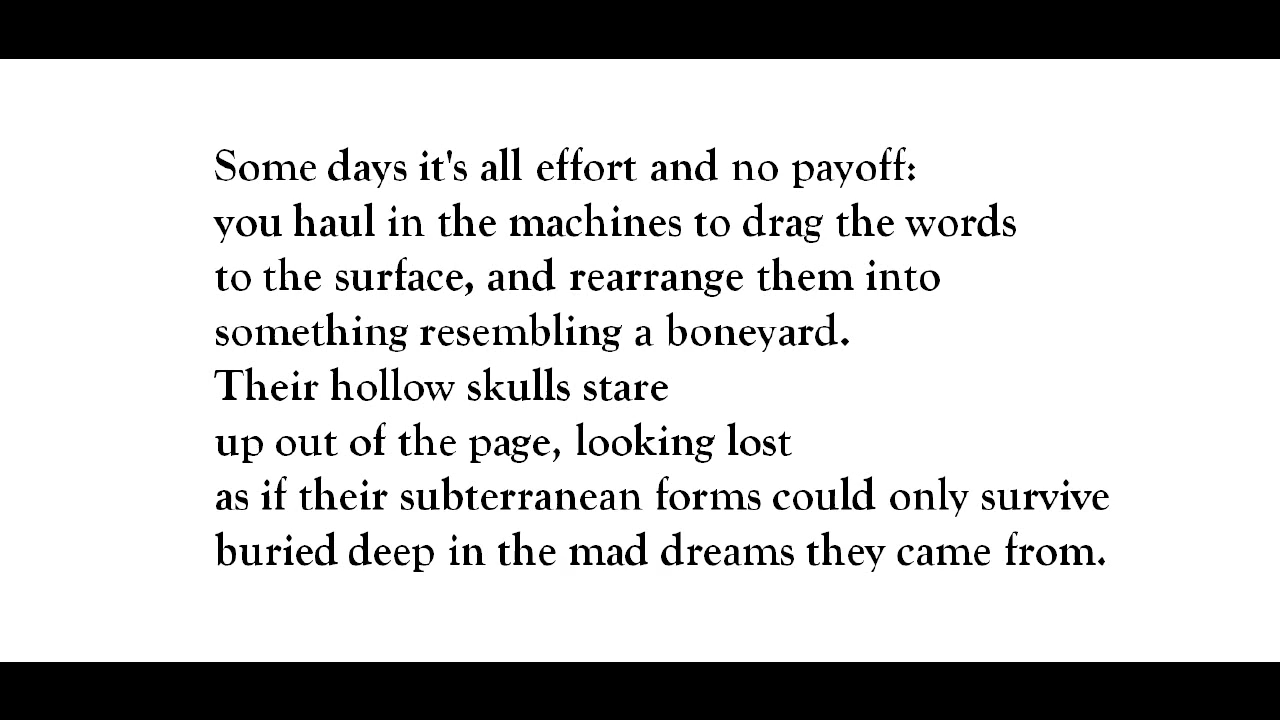 Some days it's all effort and no payoff:
you haul in the machines to drag the words
to the surface, and rearrange them into
something resembling a boneyard.
Their hollow skulls stare
up out of the page, looking lost
as if their subterranean forms could only survive
buried deep in the mad dreams they came from.